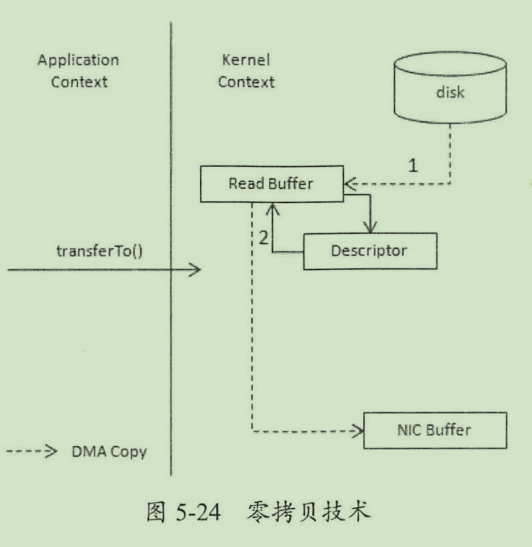 Application
Context
Kernel
Context
disk
1
Read Buffer
2
Descriptor
transferTo()
NIC Buffer
DMA Copy
图 5-24 零拷贝技术